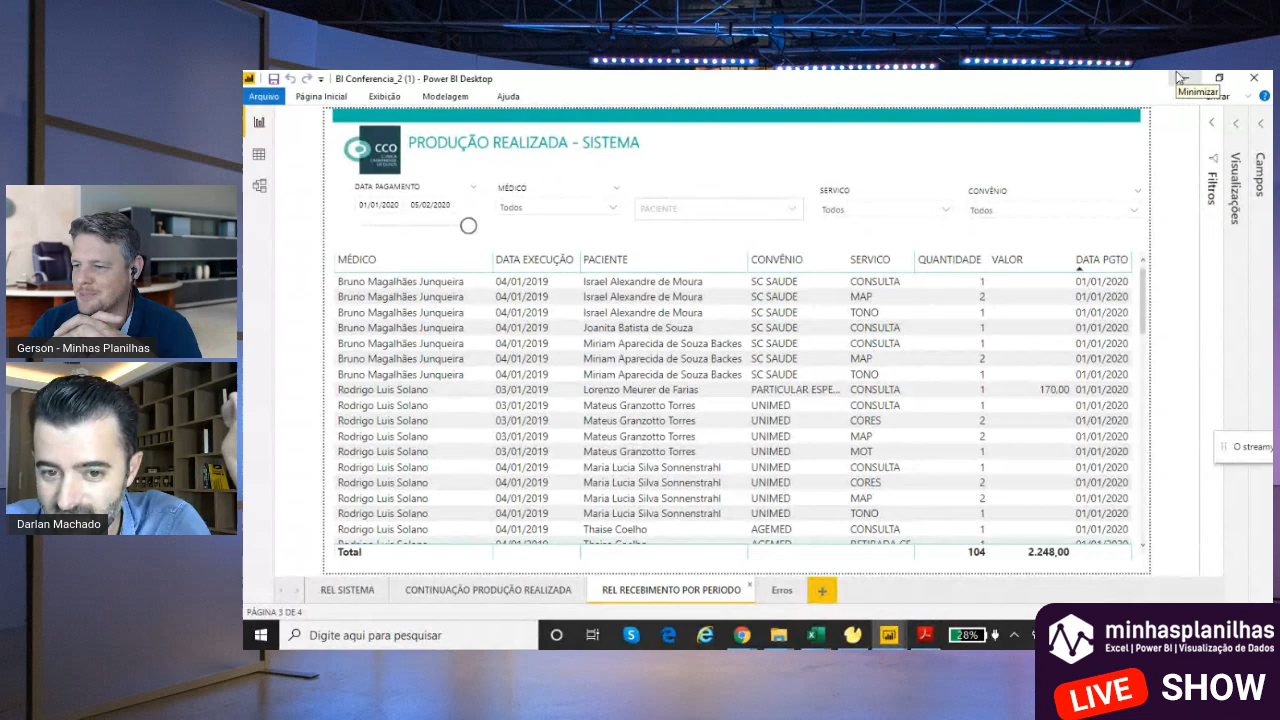 BI Conferencia_2 (1) - Power BI Desktop
Minimizar
Arquivo Página Inicial Exibição Modelagem Ajuda
CCO
PRODUÇÃO REALIZADA - SISTEMA
DATA PAGAMENTO MÉDICO SERVICO CONVÊNIO
01/01/2020 05/02/2020 Todos PACIENTE Todos Todos
Filtros
Visualizações
Campos
MÉDICO DATA EXECUÇÃO PACIENTE CONVÊNIO SERVICO QUANTIDADE VALOR DATA PGTO
Bruno Magalhães Junqueira 04/01/2019 Israel Alexandre de Moura SC SAUDE CONSULTA 1 01/01/2020
Bruno Magalhães Junqueira 04/01/2019 Israel Alexandre de Moura SC SAUDE MAP 2 01/01/2020
Bruno Magalhães Junqueira 04/01/2019 Israel Alexandre de Moura SC SAUDE TONO 1 01/01/2020
Bruno Magalhães Junqueira 04/01/2019 Joanita Batista de Souza SC SAUDE CONSULTA 1 01/01/2020
Bruno Magalhães Junqueira 04/01/2019 Miriam Aparecida de Souza Backes SC SAUDE CONSULTA 1 01/01/2020
Bruno Magalhães Junqueira 04/01/2019 Miriam Aparecida de Souza Backes SC SAUDE MAP 2 01/01/2020
Bruno Magalhães Junqueira 04/01/2019 Miriam Aparecida de Souza Backes SC SAUDE TONO 1 01/01/2020
Rodrigo Luis Solano 03/01/2019 Lorenzo Meurer de Farias PARTICULAR ESPE... CONSULTA 1 170,00 01/01/2020
Rodrigo Luis Solano 03/01/2019 Mateus Granzotto Torres UNIMED CONSULTA 1 01/01/2020
Rodrigo Luis Solano 03/01/2019 Mateus Granzotto Torres UNIMED CORES 2 01/01/2020
Rodrigo Luis Solano 03/01/2019 Mateus Granzotto Torres UNIMED MAP 2 01/01/2020
Rodrigo Luis Solano 03/01/2019 Mateus Granzotto Torres UNIMED MOT 1 01/01/2020
Rodrigo Luis Solano 04/01/2019 Maria Lucia Silva Sonnenstrahl UNIMED CONSULTA 1 01/01/2020
Rodrigo Luis Solano 04/01/2019 Maria Lucia Silva Sonnenstrahl UNIMED CORES 2 01/01/2020
Rodrigo Luis Solano 04/01/2019 Maria Lucia Silva Sonnenstrahl UNIMED MAP 2 01/01/2020
Rodrigo Luis Solano 04/01/2019 Maria Lucia Silva Sonnenstrahl UNIMED TONO 1 01/01/2020
Rodrigo Luis Solano 04/01/2019 Thaise Coelho AGEMED CONSULTA 1 01/01/2020
Total 104 2.248,00
O streamy
REL SISTEMA CONTINUAÇÃO PRODUÇÃO REALIZADA REL RECEBIMENTO POR PERIODO Erros
PÁGINA 3 DE 4
Digite aqui para pesquisar 28%
Gerson - Minhas Planilhas
Darlan Machado
minhasplanilhas
Excel | Power BI | Visualização de Dados
LIVE SHOW